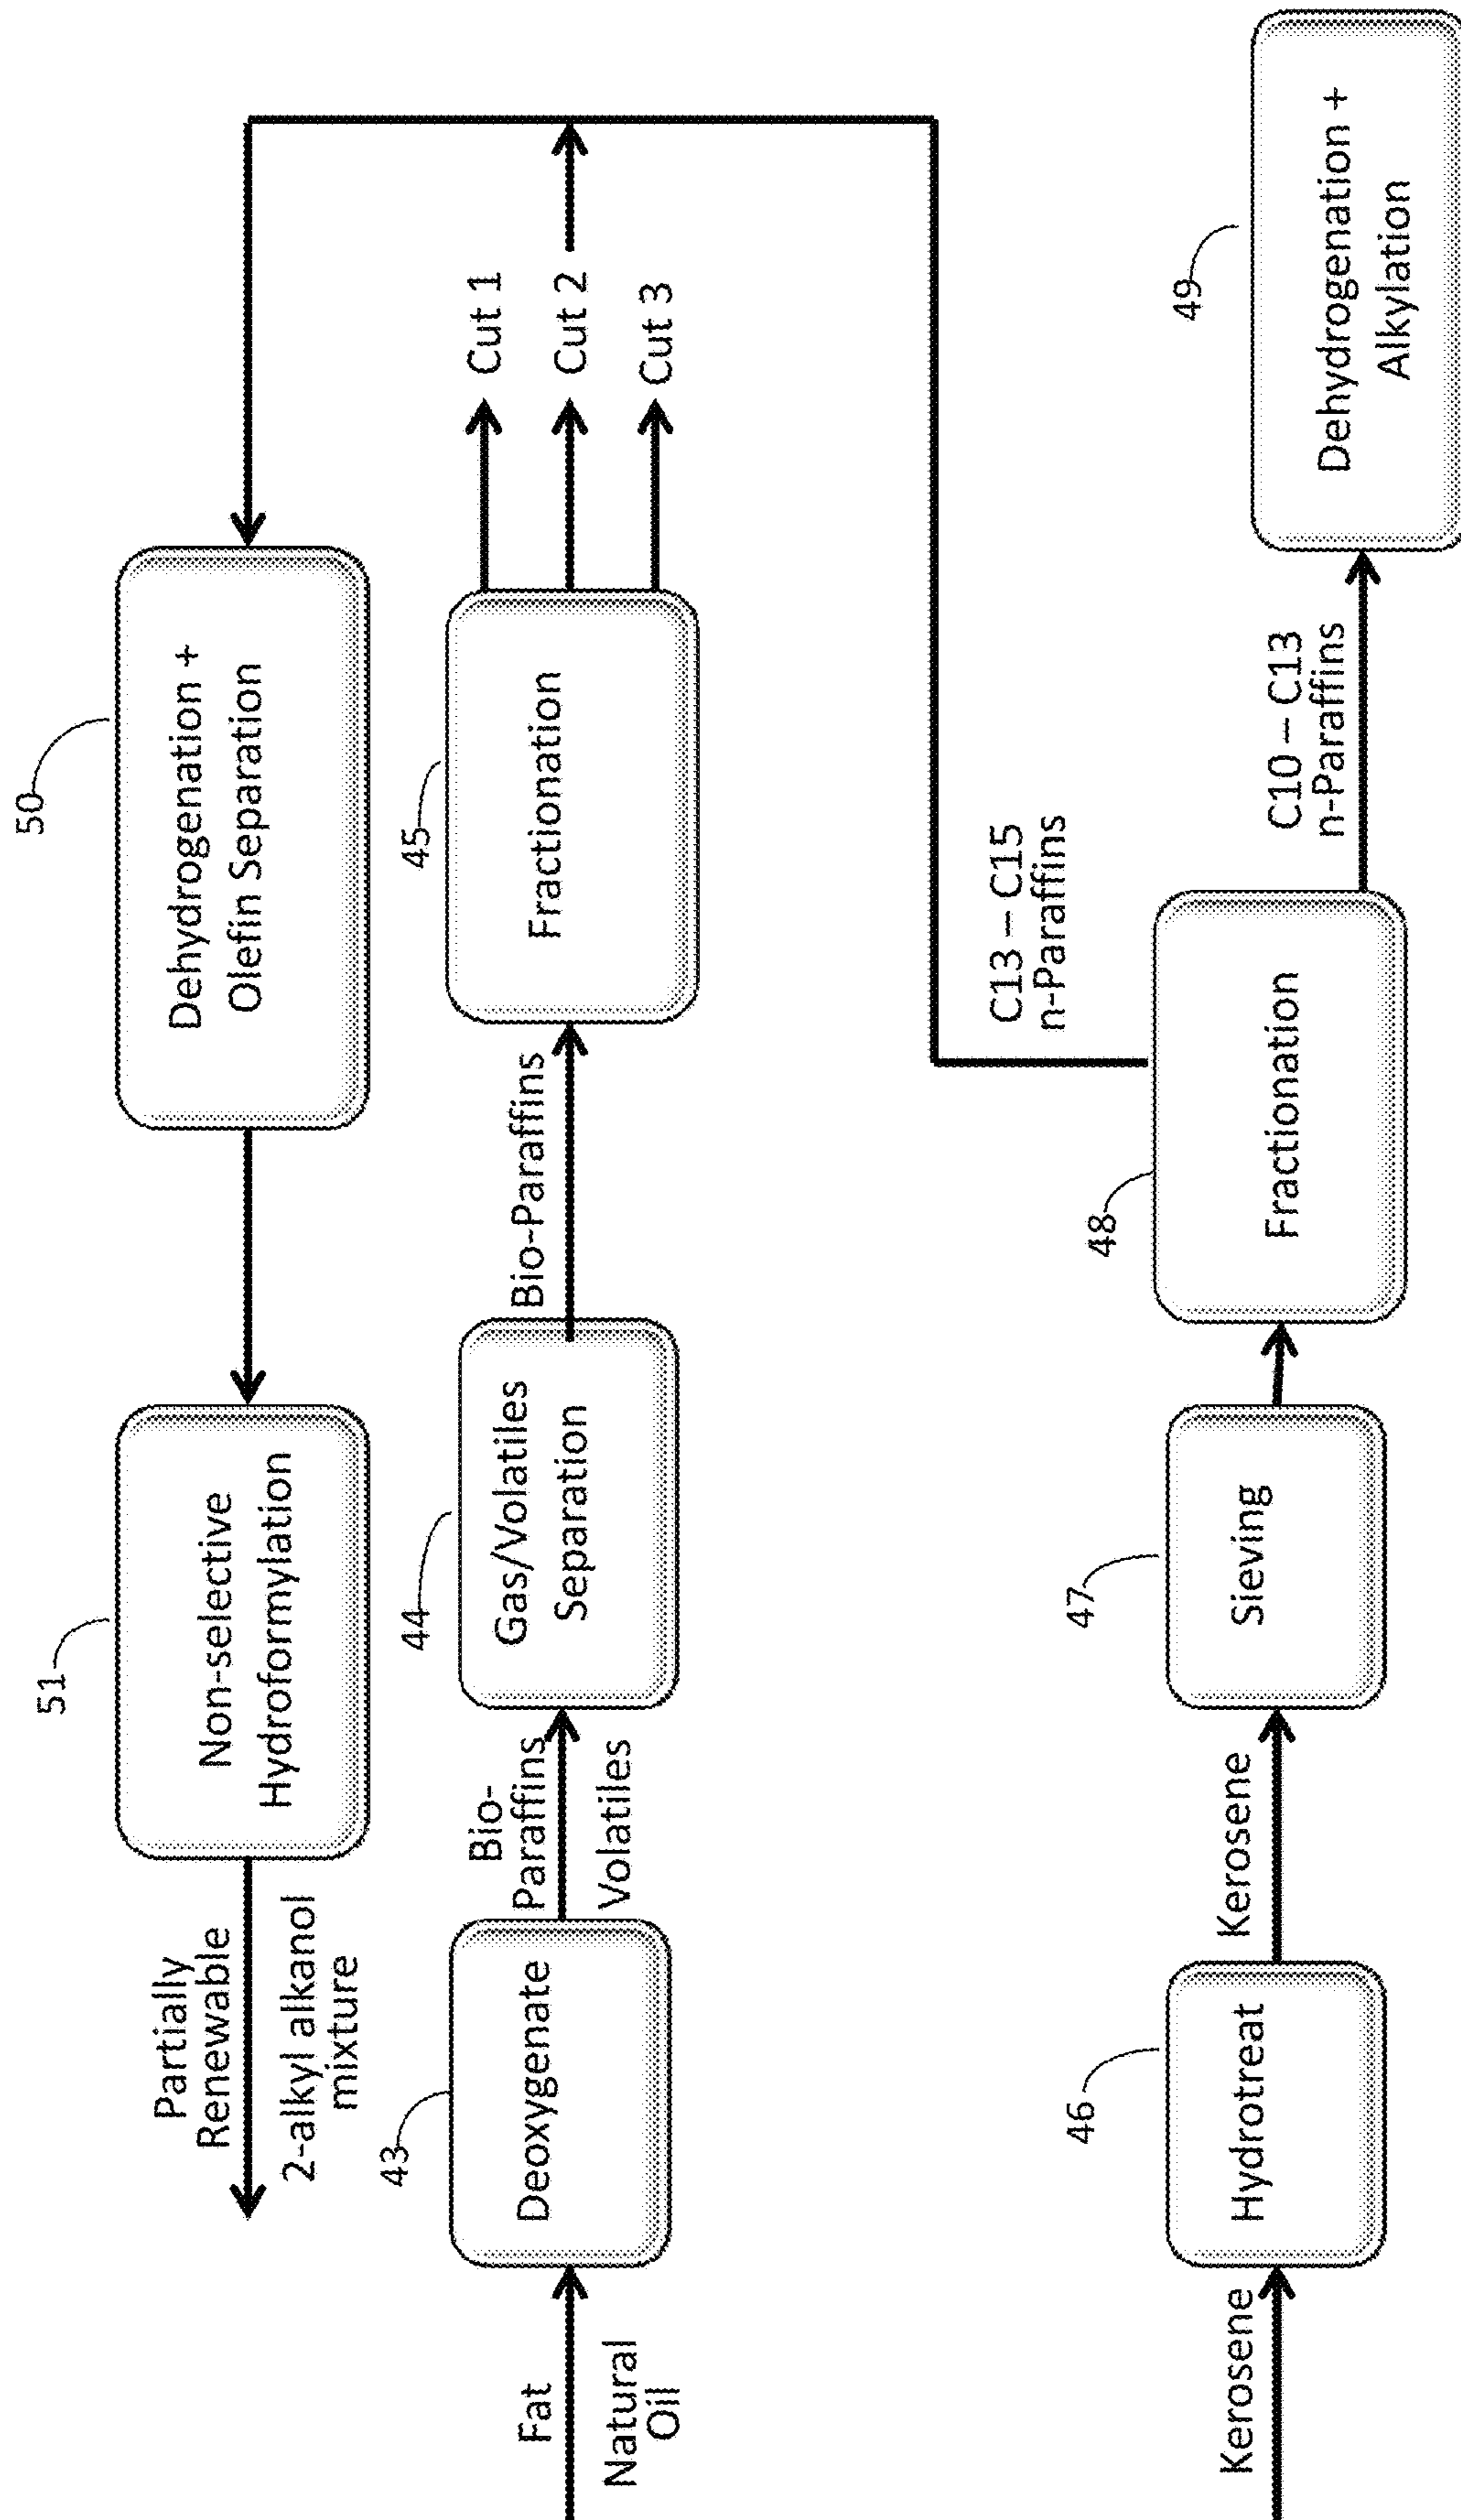 50
Dehydrogenation +
Olefin Separation
51
Non-selective
Hydroformylation
Partially
Renewable
2-alkyl alkanol
mixture
Fat
Natural
Oil
43
Deoxygenate
Bio-
Paraffins
Volatiles
44
Gas/Volatiles
Separation
Bio-Paraffins
45
Fractionation
Cut 1
Cut 2
Cut 3
Kerosene
46
Hydrotreat
Kerosene
47
Sieving
48
Fractionation
C13 – C15
n-Paraffins
C10 – C13
n-Paraffins
49
Dehydrogenation +
Alkylation